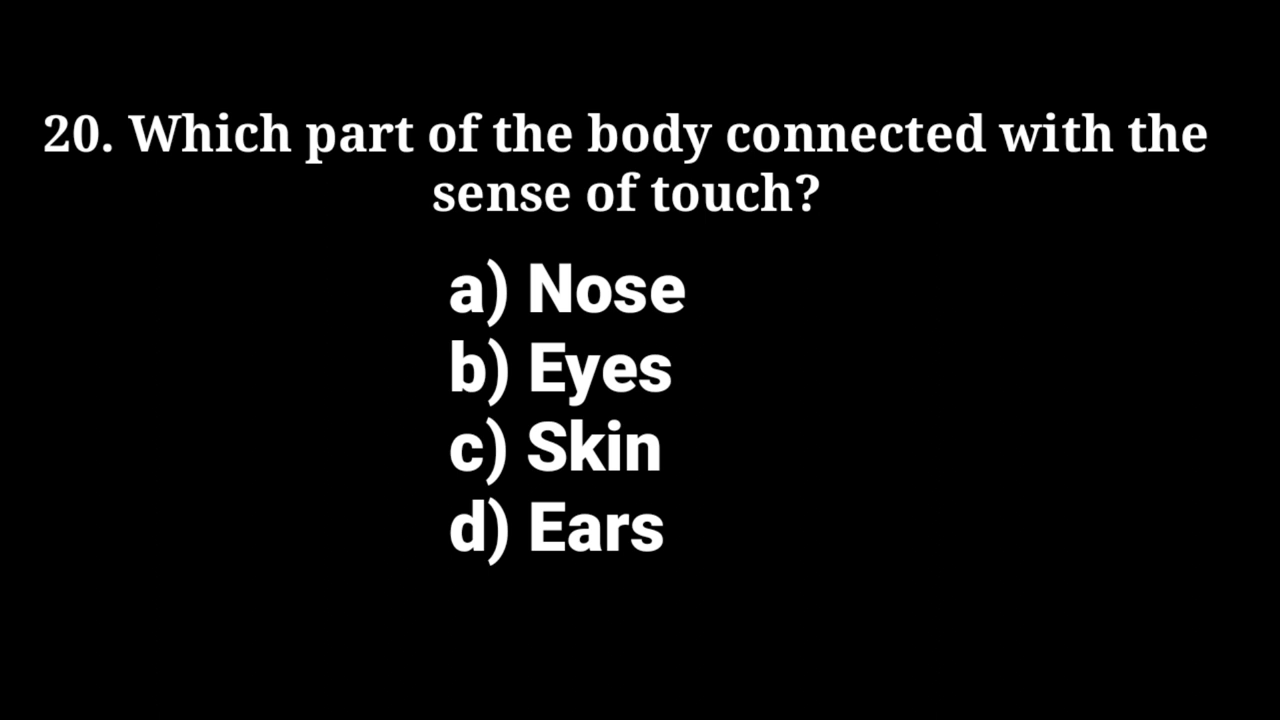 20. Which part of the body connected with the
sense of touch?
a) Nose
b) Eyes
c) Skin
d) Ears